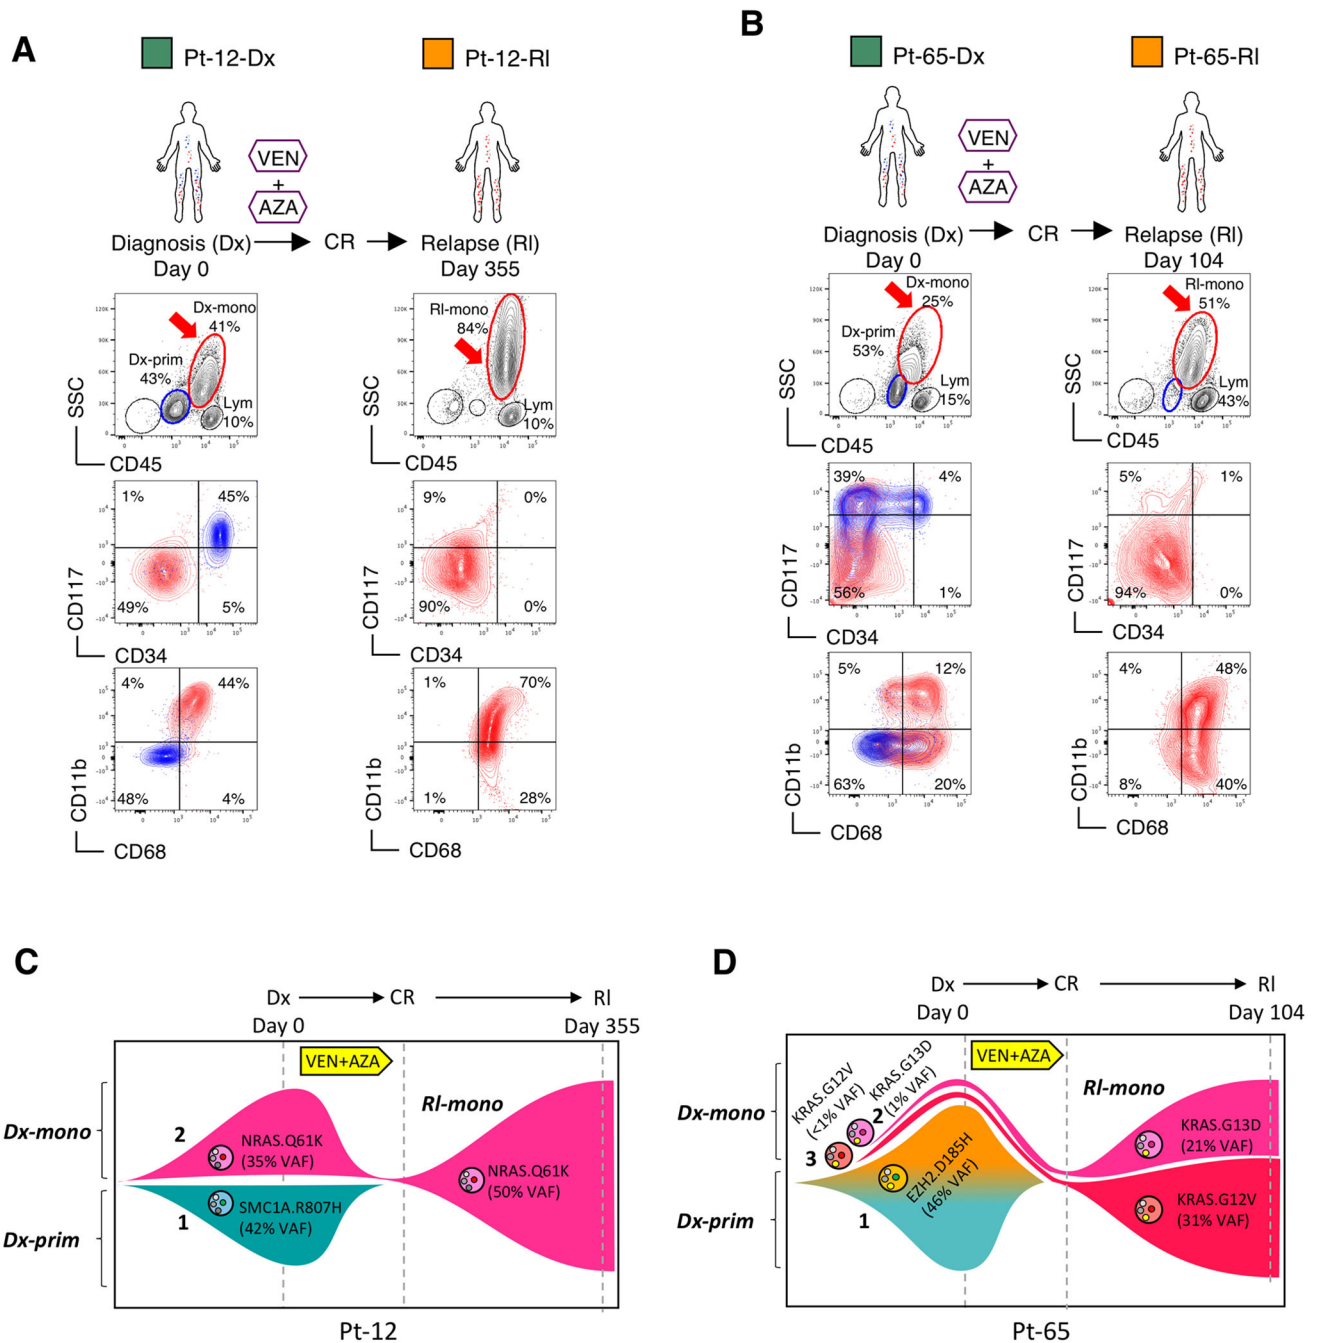 A
Pt-12-Dx
Pt-12-Rl
VEN
+
AZA
Diagnosis (Dx)
CR
Relapse (Rl)
Day 0
Day 355
Dx-mono
41%
Dx-prim
43%
Lym
10%
SSC
CD45
Rl-mono
84%
Lym
10%
SSC
CD45
1%
45%
49%
5%
CD117
CD34
9%
0%
90%
0%
CD117
CD34
4%
44%
48%
4%
CD11b
CD68
1%
70%
1%
28%
CD11b
CD68
B
Pt-65-Dx
Pt-65-Rl
VEN
+
AZA
Diagnosis (Dx)
CR
Relapse (Rl)
Day 0
Day 104
Dx-mono
25%
Dx-prim
53%
Lym
15%
SSC
CD45
Rl-mono
51%
Lym
43%
SSC
CD45
39%
4%
56%
1%
CD117
CD34
5%
1%
94%
0%
CD117
CD34
5%
12%
63%
20%
CD11b
CD68
4%
48%
8%
40%
CD11b
CD68
C
Dx
CR
Rl
Day 0
Day 355
VEN+AZA
Rl-mono
Dx-mono
2
NRAS.Q61K
(35% VAF)
NRAS.Q61K
(50% VAF)
SMC1A.R807H
(42% VAF)
1
Dx-prim
Pt-12
D
Dx
CR
Rl
Day 0
Day 104
VEN+AZA
KRAS.G12V
(<1% VAF)
KRAS.G13D
(1% VAF)
Rl-mono
Dx-mono
2
3
KRAS.G13D
(21% VAF)
EZH2.D185H
(46% VAF)
KRAS.G12V
(31% VAF)
1
Dx-prim
Pt-65